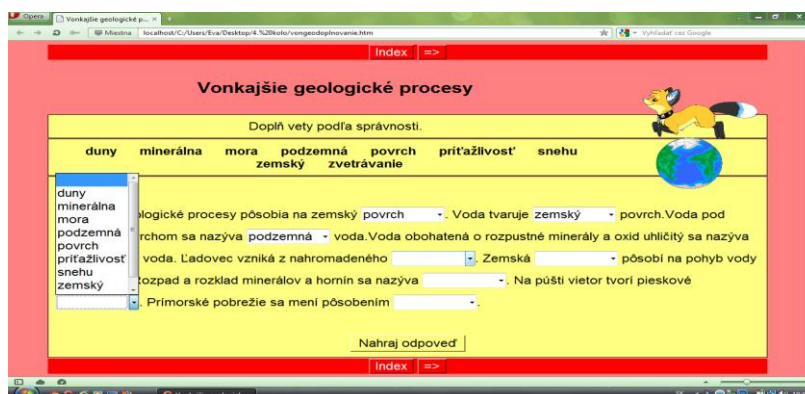 Opera
Vonkajšie geologické p...
Miestna localhost/C:/Users/Eva/Desktop/4.%20kolo/vongeodoplnovanie.htm
Vyhľadať cez Google
Index =>
Vonkajšie geologické procesy
Doplň vety podľa správnosti.
duny minerálna mora podzemná povrch príťažlivosť snehu
zemský zvetrávanie
duny
minerálna
mora
podzemná
povrch
príťažlivosť
snehu
zemský
ologické procesy pôsobia na zemský povrch . Voda tvaruje zemský povrch.Voda pod
rchom sa nazýva podzemná voda.Voda obohatená o rozpustné minerály a oxid uhličitý sa nazýva
voda. Ľadovec vzniká z nahromadeného . Zemská pôsobí na pohyb vody
ozpad a rozklad minerálov a hornín sa nazýva . Na púšti vietor tvorí pieskové
. Prímorské pobrežie sa mení pôsobením .
Nahraj odpoveď
Index =>